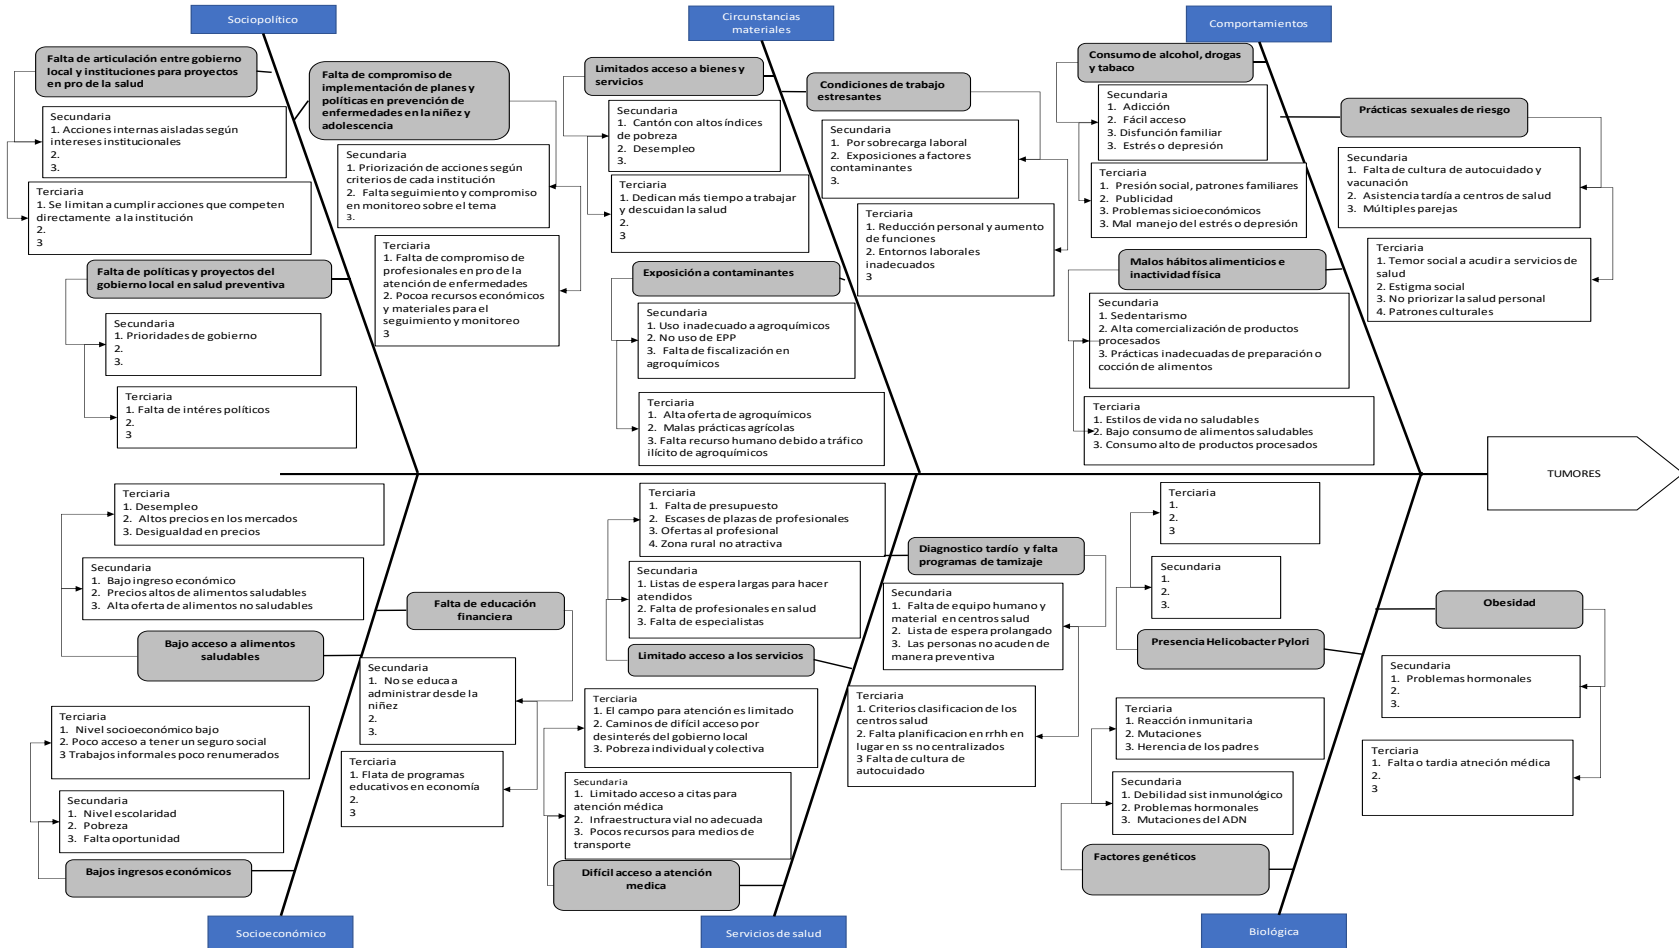 Sociopolítico
Falta de articulación entre gobierno
local y instituciones para proyectos
en pro de la salud
Secundaria
1. Acciones internas aisladas según
intereses institucionales
2.
3.
Terciaria
1. Se limitan a cumplir acciones que competen
directamente a la institución
2.
3
Falta de compromiso de
implementación de planes y
políticas en prevención de
enfermedades en la niñez y
adolescencia
Secundaria
1. Priorización de acciones según
criterios de cada institución
2. Falta seguimiento y compromiso
en monitoreo sobre el tema
3.
Terciaria
1. Falta de compromiso de
profesionales en pro de la
atención de enfermedades
2. Pocoa recursos económicos
y materiales para el
seguimiento y monitoreo
3
Falta de políticas y proyectos del
gobierno local en salud preventiva
Secundaria
1. Prioridades de gobierno
2.
3.
Terciaria
1. Falta de intéres políticos
2.
3
Circunstancias
materiales
Limitados acceso a bienes y
servicios
Secundaria
1. Cantón con altos índices
de pobreza
2. Desempleo
3.
Terciaria
1. Dedican más tiempo a trabajar
y descuidan la salud
2.
3
Condiciones de trabajo
estresantes
Secundaria
1. Por sobrecarga laboral
2. Exposiciones a factores
contaminantes
3.
Terciaria
1. Reducción personal y aumento
de funciones
2. Entornos laborales
inadecuados
3
Exposición a contaminantes
Secundaria
1. Uso inadecuado a agroquímicos
2. No uso de EPP
3. Falta de fiscalización en
agroquímicos
Terciaria
1. Alta oferta de agroquímicos
2. Malas prácticas agrícolas
3. Falta recurso humano debido a tráfico
ilícito de agroquímicos
Comportamientos
Consumo de alcohol, drogas
y tabaco
Secundaria
1. Adicción
2. Fácil acceso
3. Disfunción familiar
4. Estrés o depresión
Terciaria
1. Presión social, patrones familiares
2. Publicidad
3. Problemas sicioeconómicos
3. Mal manejo del estrés o depresión
Prácticas sexuales de riesgo
Secundaria
1. Falta de cultura de autocuidado y
vacunación
2. Asistencia tardía a centros de salud
3. Múltiples parejas
Terciaria
1. Temor social a acudir a servicios de
salud
2. Estigma social
3. No priorizar la salud personal
4. Patrones culturales
Malos hábitos alimenticios e
inactividad física
Secundaria
1. Sedentarismo
2. Alta comercialización de productos
procesados
3. Prácticas inadecuadas de preparación o
cocción de alimentos
Terciaria
1. Estilos de vida no saludables
2. Bajo consumo de alimentos saludables
3. Consumo alto de productos procesados
TUMORES
Terciaria
1. Desempleo
2. Altos precios en los mercados
3. Desigualdad en precios
Secundaria
1. Bajo ingreso económico
2. Precios altos de alimentos saludables
3. Alta oferta de alimentos no saludables
Bajo acceso a alimentos
saludables
Falta de educación
financiera
Secundaria
1. No se educa a
administrar desde la
niñez
2.
3.
Terciaria
1. Flata de programas
educativos en economía
2.
3
Terciaria
1. Nivel socioeconómico bajo
2. Poco acceso a tener un seguro social
3 Trabajos informales poco renumerados
Secundaria
1. Nivel escolaridad
2. Pobreza
3. Falta oportunidad
Bajos ingresos económicos
Socioeconómico
Terciaria
1. Falta de presupuesto
2. Escases de plazas de profesionales
3. Ofertas al profesional
4. Zona rural no atractiva
Secundaria
1. Listas de espera largas para hacer
atendidos
2. Falta de profesionales en salud
3. Falta de especialistas
Limitado acceso a los servicios
Diagnostico tardío y falta
programas de tamizaje
Secundaria
1. Falta de equipo humano y
material en centros salud
2. Lista de espera prolangado
3. Las personas no acuden de
manera preventiva
Terciaria
1. Criterios clasificacion de los
centros salud
2. Falta planificacion en rrhh en
lugar en ss no centralizados
3 Falta de cultura de
autocuidado
Terciaria
1. El campo para atención es limitado
2. Caminos de difícil acceso por
desinterés del gobierno local
3. Pobreza individual y colectiva
Secundaria
1. Limitado acceso a citas para
atención médica
2. Infraestructura vial no adecuada
3. Pocos recursos para medios de
transporte
Difícil acceso a atención
medica
Servicios de salud
Terciaria
1.
2.
3
Secundaria
1.
2.
3.
Presencia Helicobacter Pylori
Obesidad
Secundaria
1. Problemas hormonales
2.
3.
Terciaria
1. Falta o tardia atneción médica
2.
3
Terciaria
1. Reacción inmunitaria
2. Mutaciones
3. Herencia de los padres
Secundaria
1. Debilidad sist inmunológico
2. Problemas hormonales
3. Mutaciones del ADN
Factores genéticos
Biológica